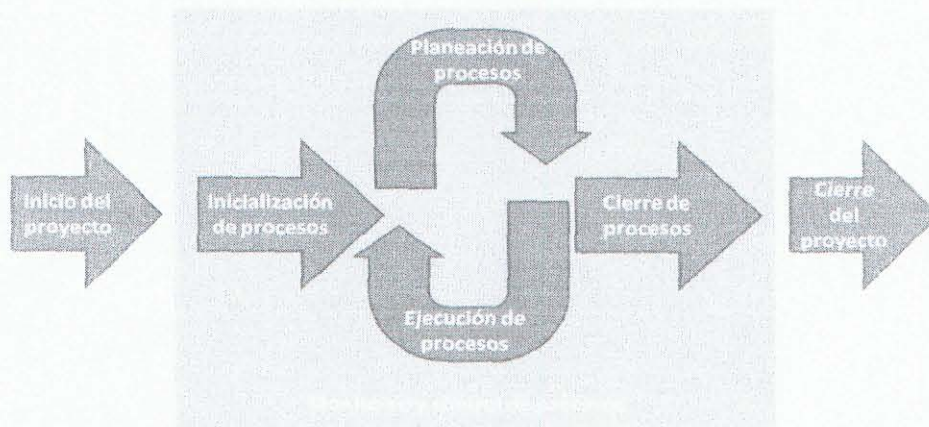 Inicio del
proyecto
Inicialización
de procesos
Planeación de
procesos
Ejecución de
procesos
Cierre de
procesos
Cierre
del
proyecto